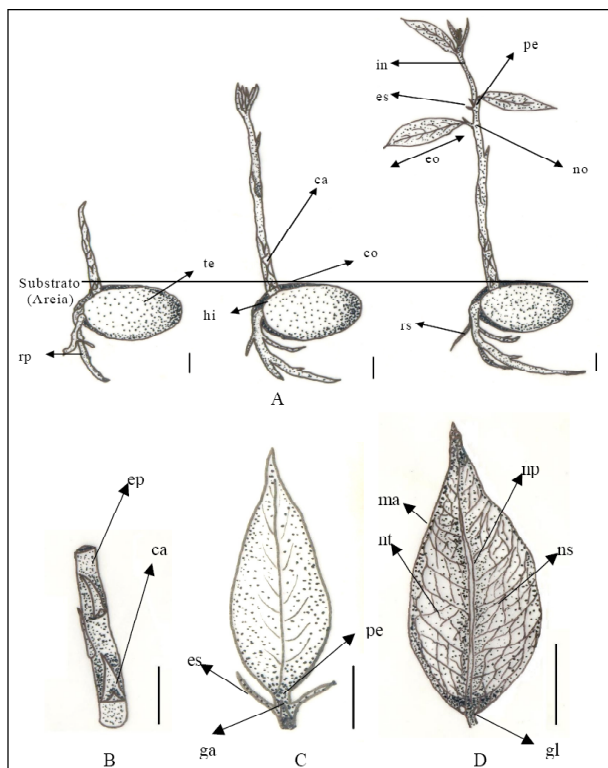 in
pe
es
eo
no
ca
te
co
Substrato
(Areia)
hi
rp
rs
A
ep
ca
B
es
pe
ga
C
ma
np
nt
ns
gl
D